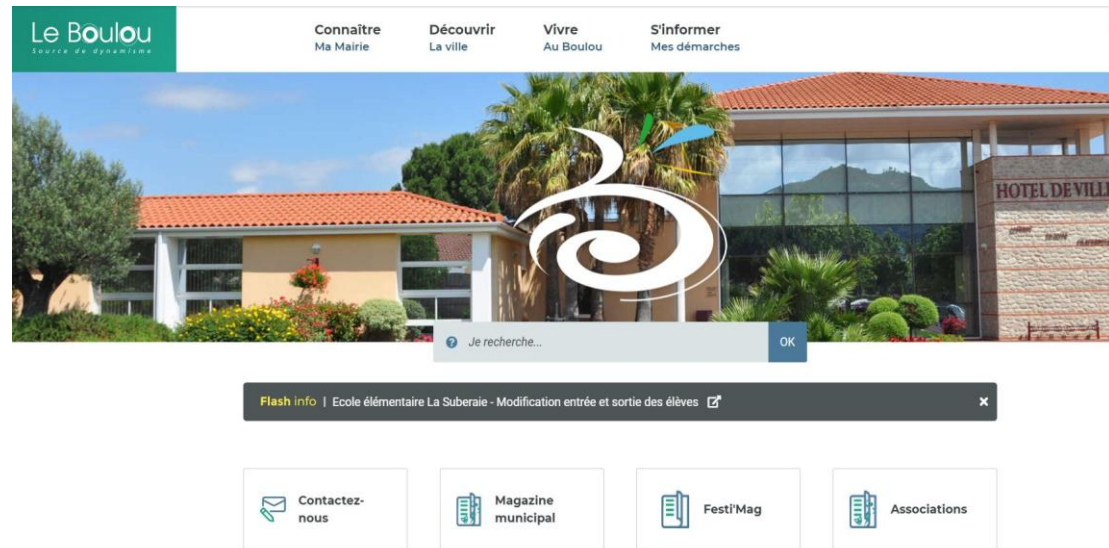 Le Boulou
Source de dynamisme
Connaître
Ma Mairie
Découvrir
La ville
Vivre
Au Boulou
S'informer
Mes démarches
HOTEL DE VILLE
Je recherche...
OK
Flash info | Ecole élémentaire La Suberaie - Modification entrée et sortie des élèves
Contactez-
nous
Magazine
municipal
Festi'Mag
Associations